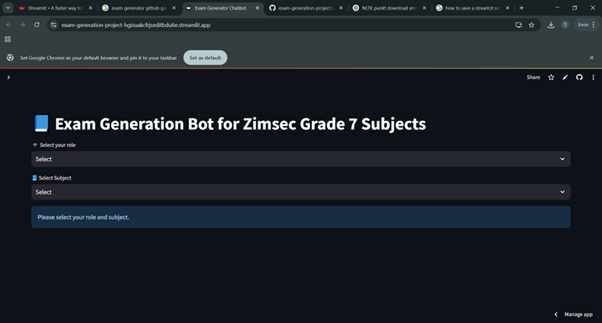 Streamlit • A faster way to
exam generator github
Exam Generator Chatbot
exam-generation-project/
NLTK punkt download err
how to save a streamlit a
exam-generation-project-hgisuakcfrjseditbdutie.streamlit.app
Error
Set Google Chrome as your default browser and pin it to your taskbar
Set as default
Share
Exam Generation Bot for Zimsec Grade 7 Subjects
Select your role
Select
Select Subject
Select
Please select your role and subject.
Manage app